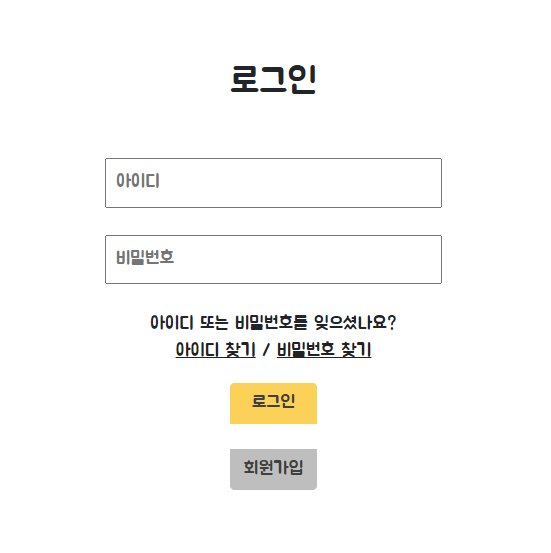 로그인
아이디
비밀번호
아이디 또는 비밀번호를 잊으셨나요?
아이디 찾기 / 비밀번호 찾기
로그인
회원가입